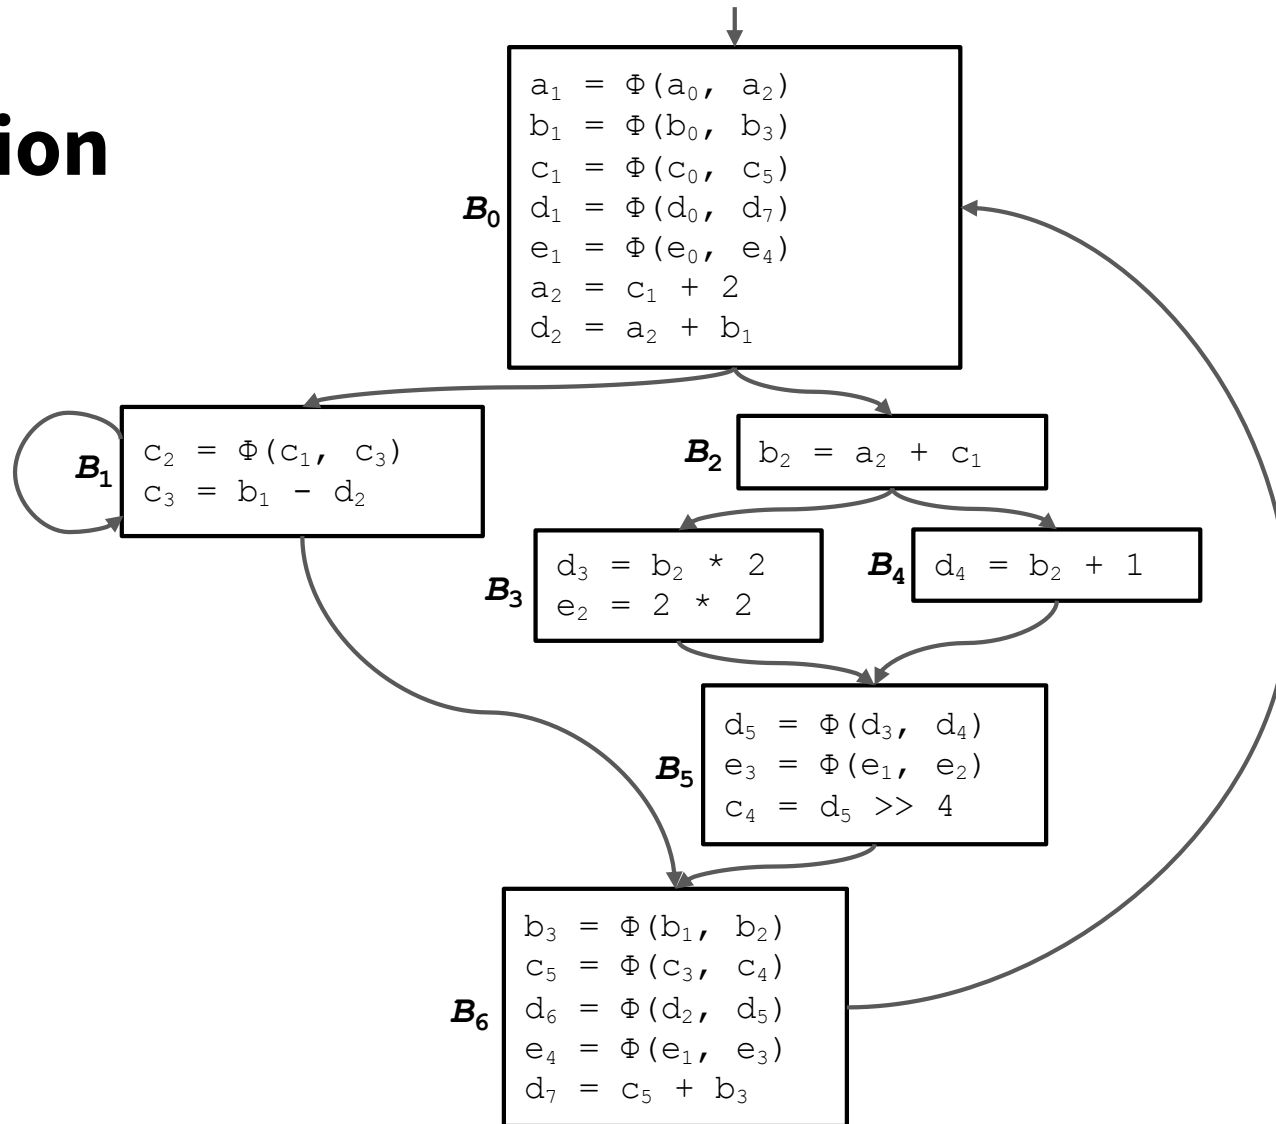 ion
B₀
a₁ = Φ(a₀, a₂)
b₁ = Φ(b₀, b₃)
c₁ = Φ(c₀, c₅)
d₁ = Φ(d₀, d₇)
e₁ = Φ(e₀, e₄)
a₂ = c₁ + 2
d₂ = a₂ + b₁
B₁
c₂ = Φ(c₁, c₃)
c₃ = b₁ - d₂
B₂
b₂ = a₂ + c₁
B₃
d₃ = b₂ * 2
e₂ = 2 * 2
B₄
d₄ = b₂ + 1
B₅
d₅ = Φ(d₃, d₄)
e₃ = Φ(e₁, e₂)
c₄ = d₅ >> 4
B₆
b₃ = Φ(b₁, b₂)
c₅ = Φ(c₃, c₄)
d₆ = Φ(d₂, d₅)
e₄ = Φ(e₁, e₃)
d₇ = c₅ + b₃